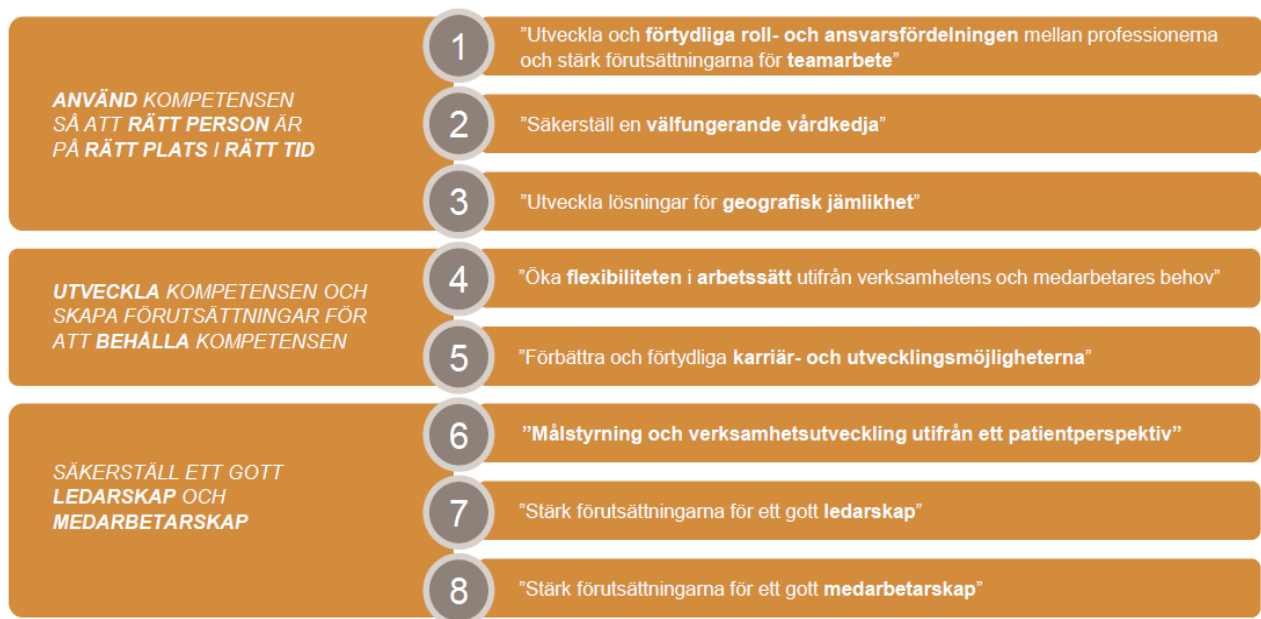 ANVÄND KOMPETENSEN
SÅ ATT RÄTT PERSON ÄR
PÅ RÄTT PLATS I RÄTT TID
1
”Utveckla och förtydliga roll- och ansvarsfördelningen mellan professionerna
och stärk förutsättningarna för teamarbete”
2
”Säkerställ en välfungerande vårdkedja”
3
”Utveckla lösningar för geografisk jämlikhet”
UTVECKLA KOMPETENSEN OCH
SKAPA FÖRUTSÄTTNINGAR FÖR
ATT BEHÅLLA KOMPETENSEN
4
”Öka flexibiliteten i arbetssätt utifrån verksamhetens och medarbetares behov”
5
”Förbättra och förtydliga karriär- och utvecklingsmöjligheterna”
SÄKERSTÄLL ETT GOTT
LEDARSKAP OCH
MEDARBETARSKAP
6
”Målstyrning och verksamhetsutveckling utifrån ett patientperspektiv”
7
”Stärk förutsättningarna för ett gott ledarskap”
8
”Stärk förutsättningarna för ett gott medarbetarskap”